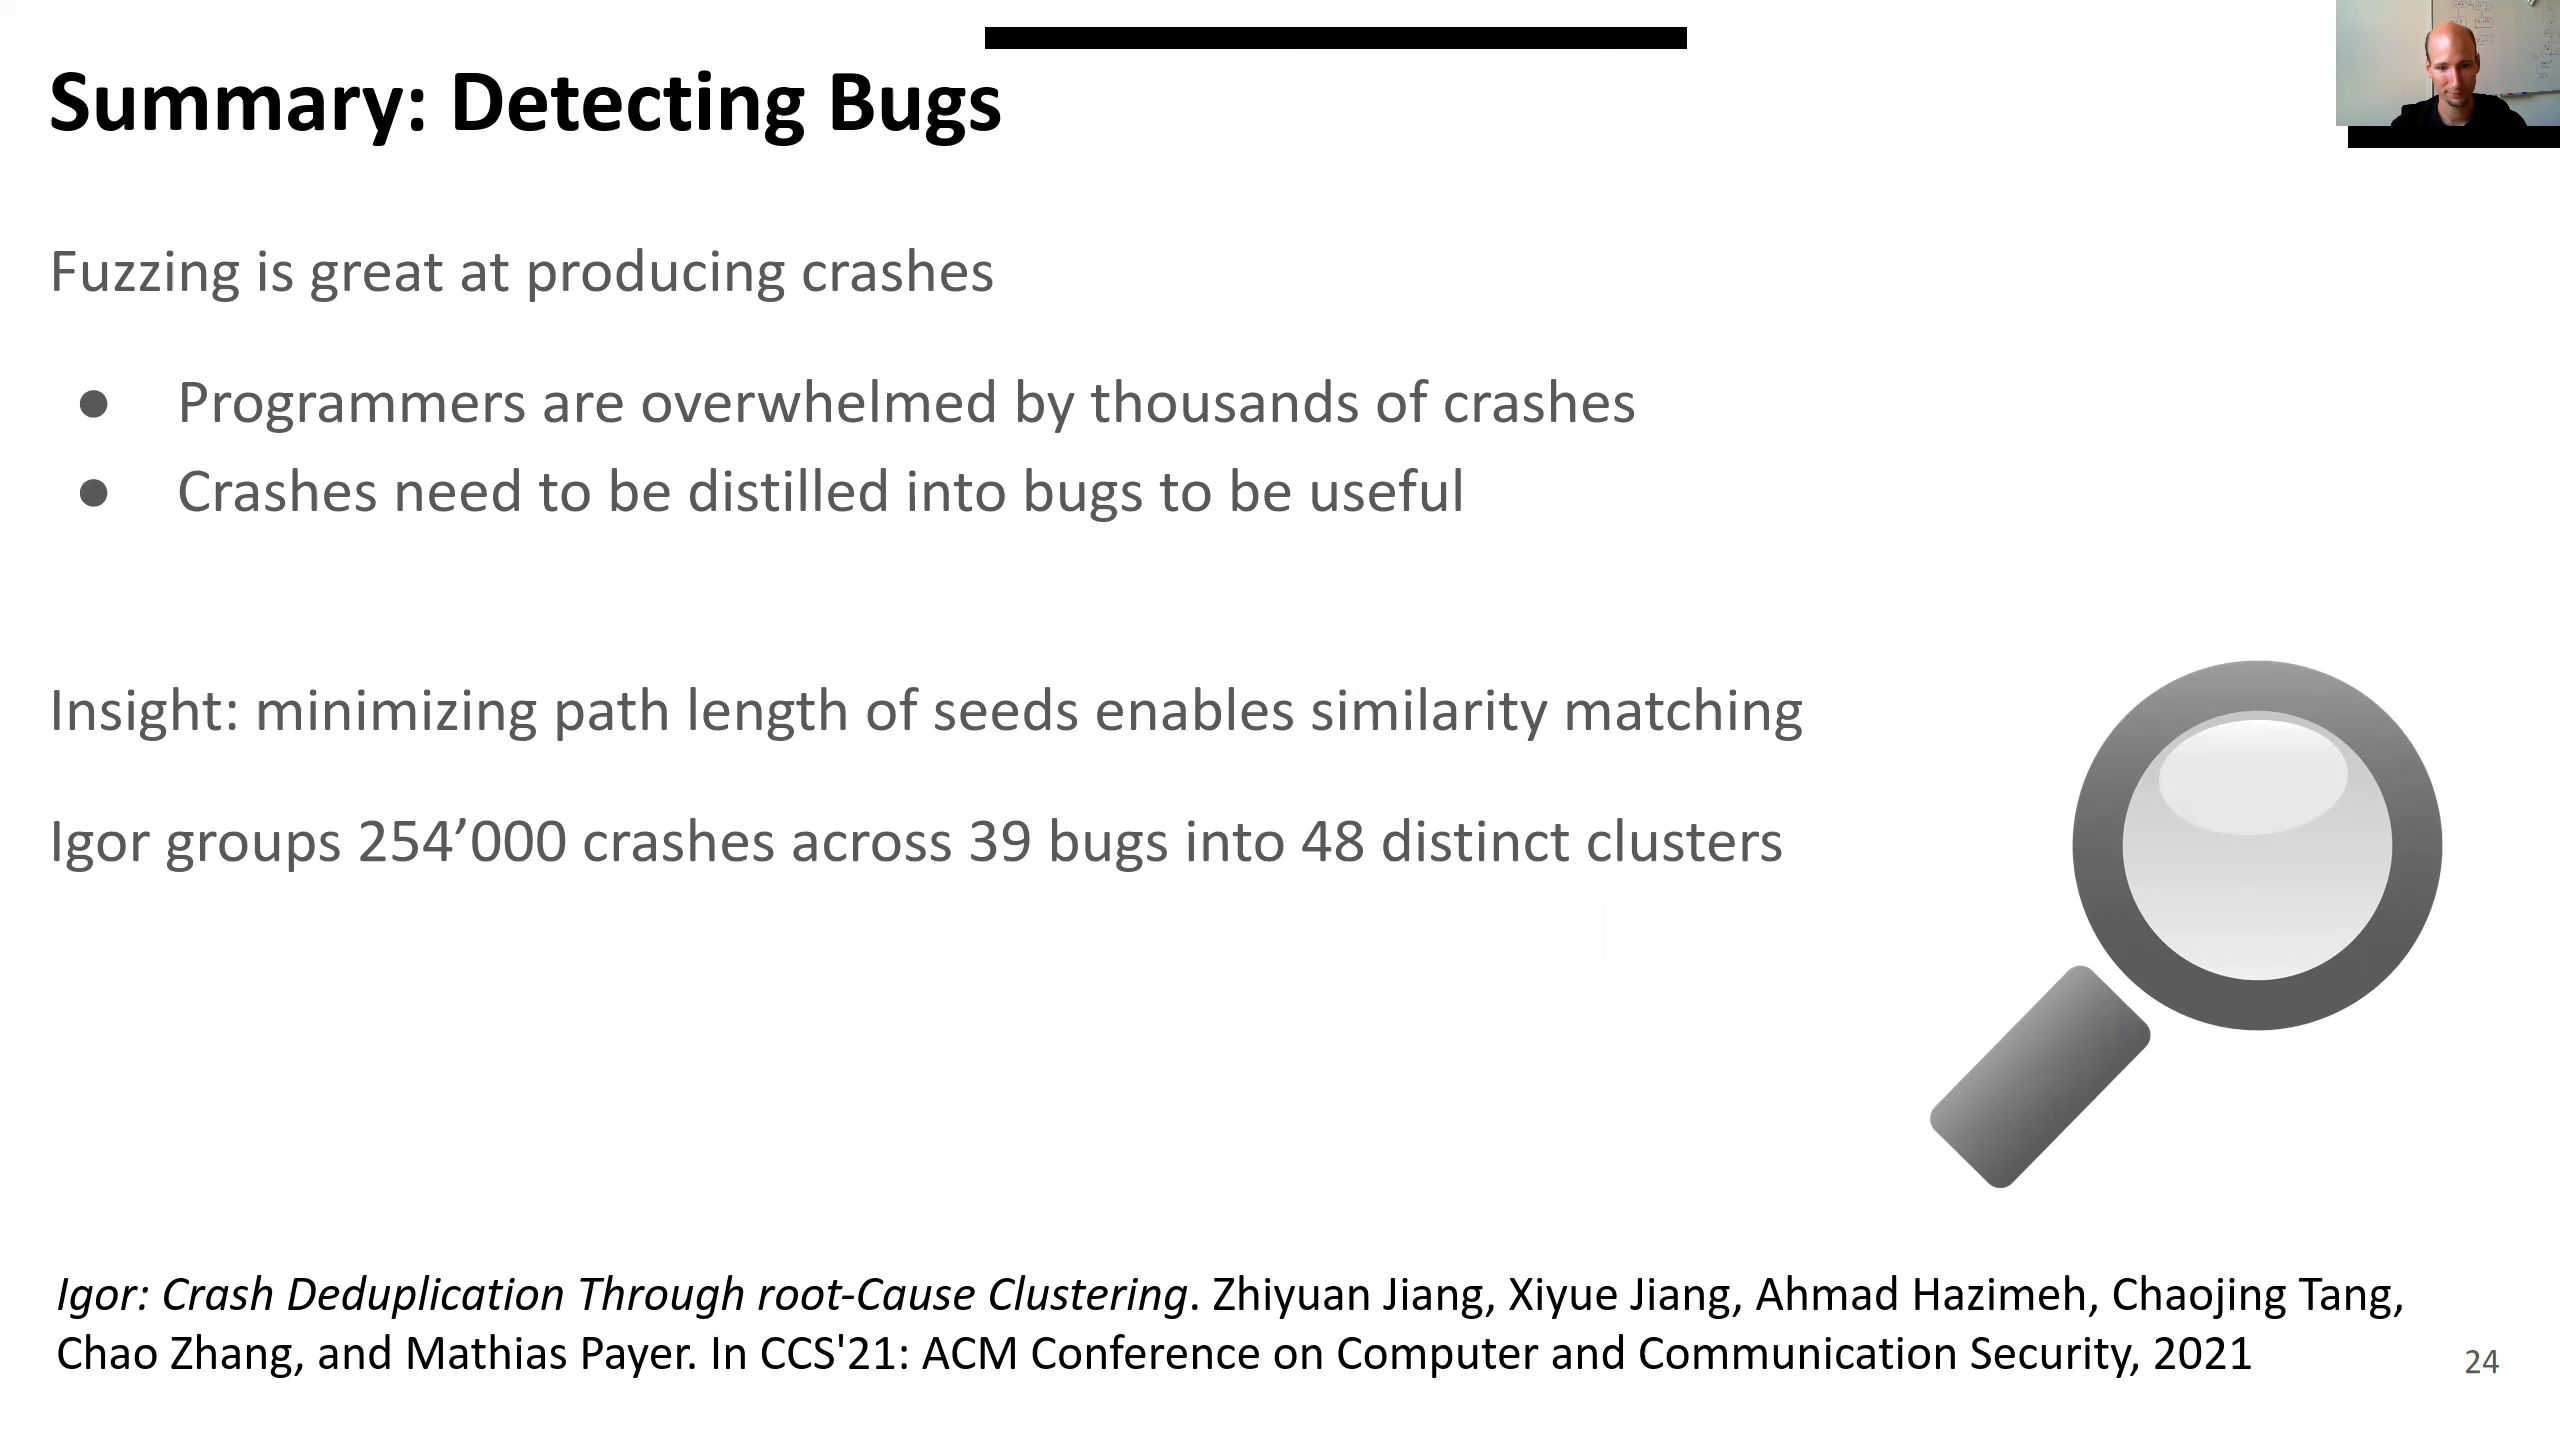 Summary: Detecting Bugs
Fuzzing is great at producing crashes
● Programmers are overwhelmed by thousands of crashes
● Crashes need to be distilled into bugs to be useful
Insight: minimizing path length of seeds enables similarity matching
Igor groups 254’000 crashes across 39 bugs into 48 distinct clusters
Igor: Crash Deduplication Through root-Cause Clustering. Zhiyuan Jiang, Xiyue Jiang, Ahmad Hazimeh, Chaojing Tang,
Chao Zhang, and Mathias Payer. In CCS'21: ACM Conference on Computer and Communication Security, 2021
24